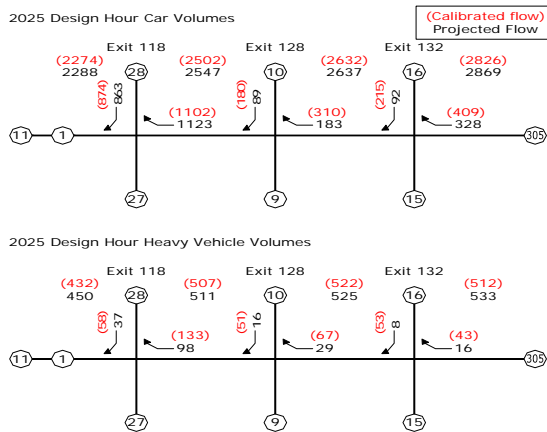 2025 Design Hour Car Volumes
(Calibrated flow)
Projected Flow
Exit 118 Exit 128 Exit 132
(2274) (2502) (2632) (2826)
2288 28 2547 10 2637 16 2869
(874) 863 (180) 89 (215) 92
(1102) (310) (409)
1123 183 328
11 1 305
27 9 15
2025 Design Hour Heavy Vehicle Volumes
Exit 118 Exit 128 Exit 132
(432) (507) (522) (512)
450 28 511 10 525 16 533
(58) 37 (51) 16 (53) 8
(133) (67) (43)
98 29 16
11 1 305
27 9 15